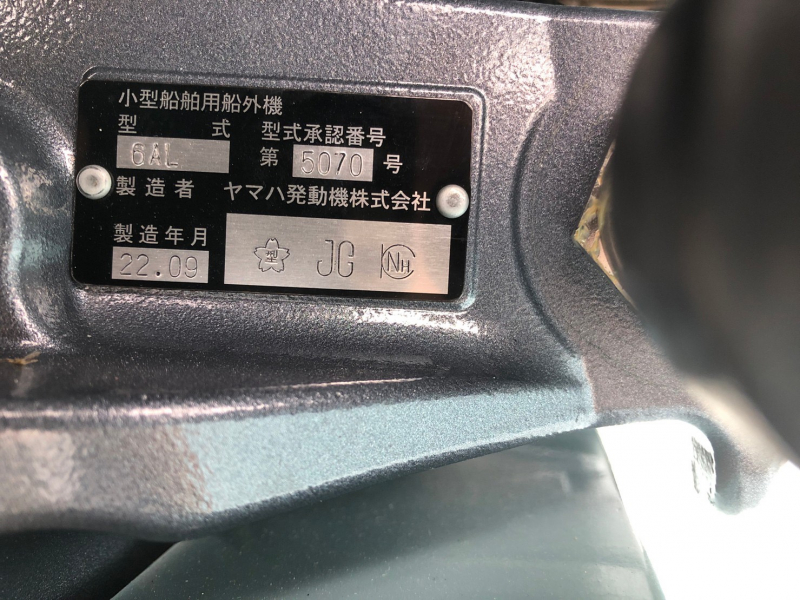 小型船舶用船外機
型 式 型式承認番号
6AL 第 5070 号
製造者 ヤマハ発動機株式会社
製造年月
22.09 型 JG NH